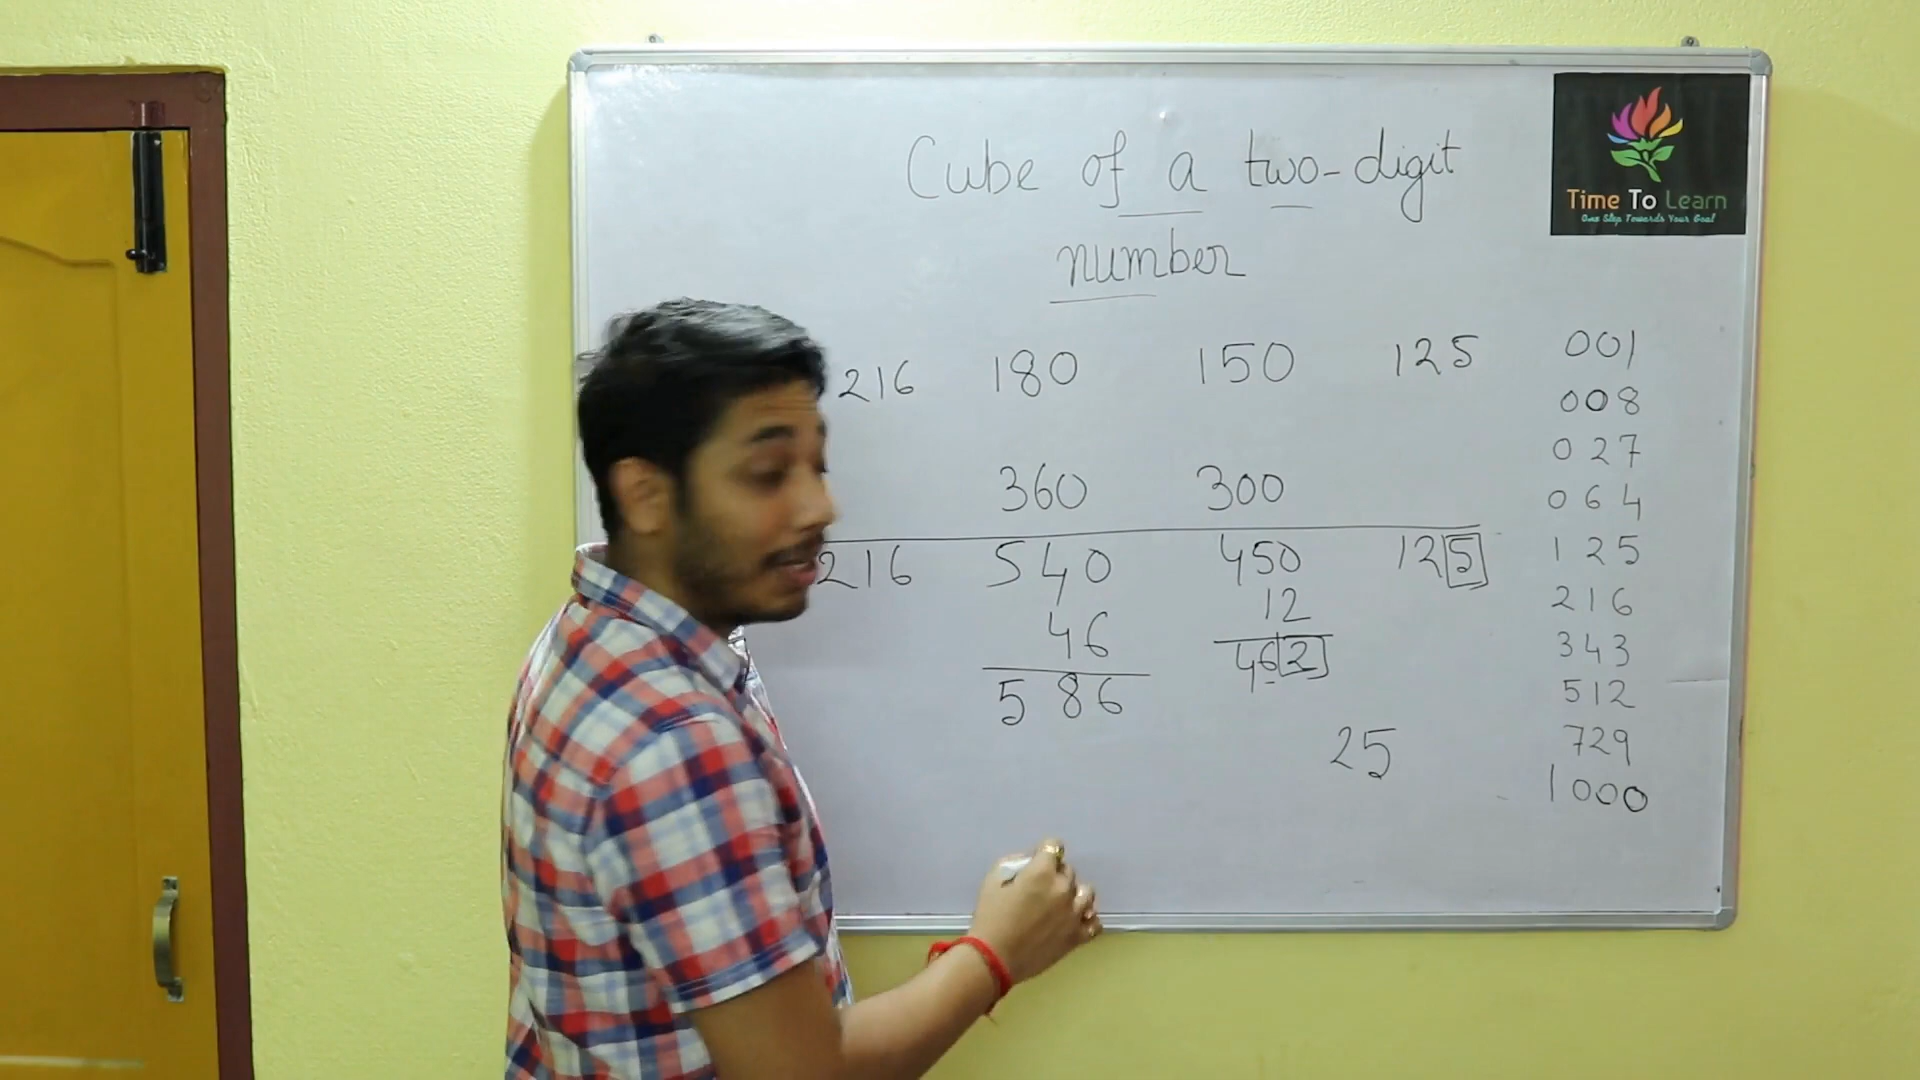 Cube of a two-digit
number
Time To Learn
One Step Towards Your Goal
216 180 150 125
360 300
216 540 450 125
46 12
586 462
25
001
008
027
064
125
216
343
512
729
1000